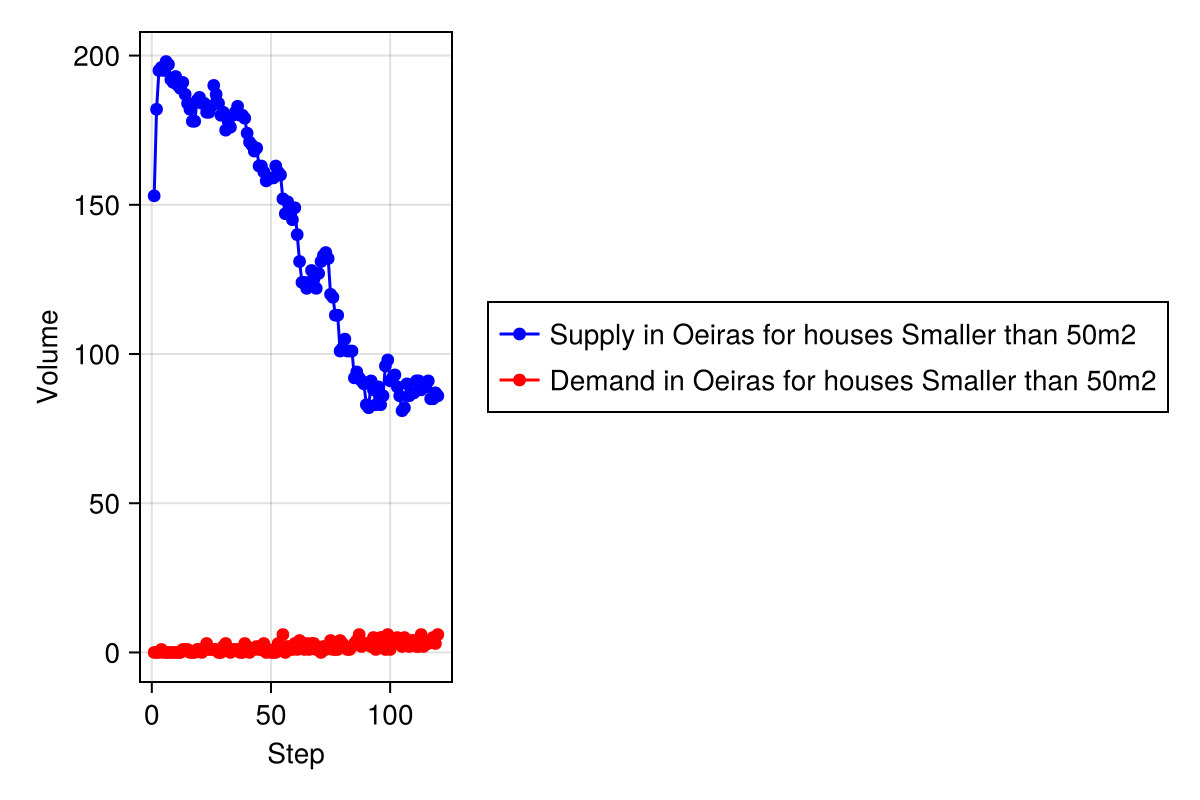 200
150
100
50
0
Volume
0 50 100
Step
Supply in Oeiras for houses Smaller than 50m2
Demand in Oeiras for houses Smaller than 50m2